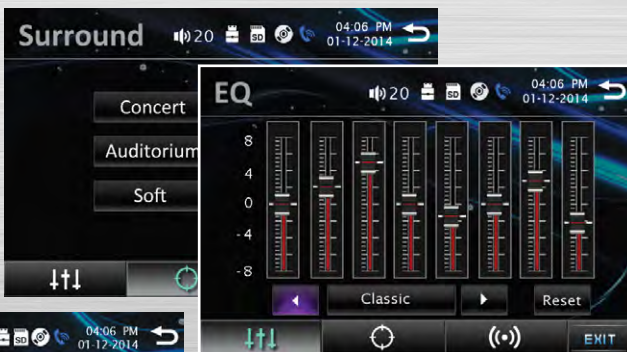 Surround 20 SD 04:06 PM
01-12-2014
Concert
Auditorium
Soft
EQ 20 SD 04:06 PM
01-12-2014
8
4
0
- 4
- 8
Classic Reset
EXIT
SD 04:06 PM
01-12-2014